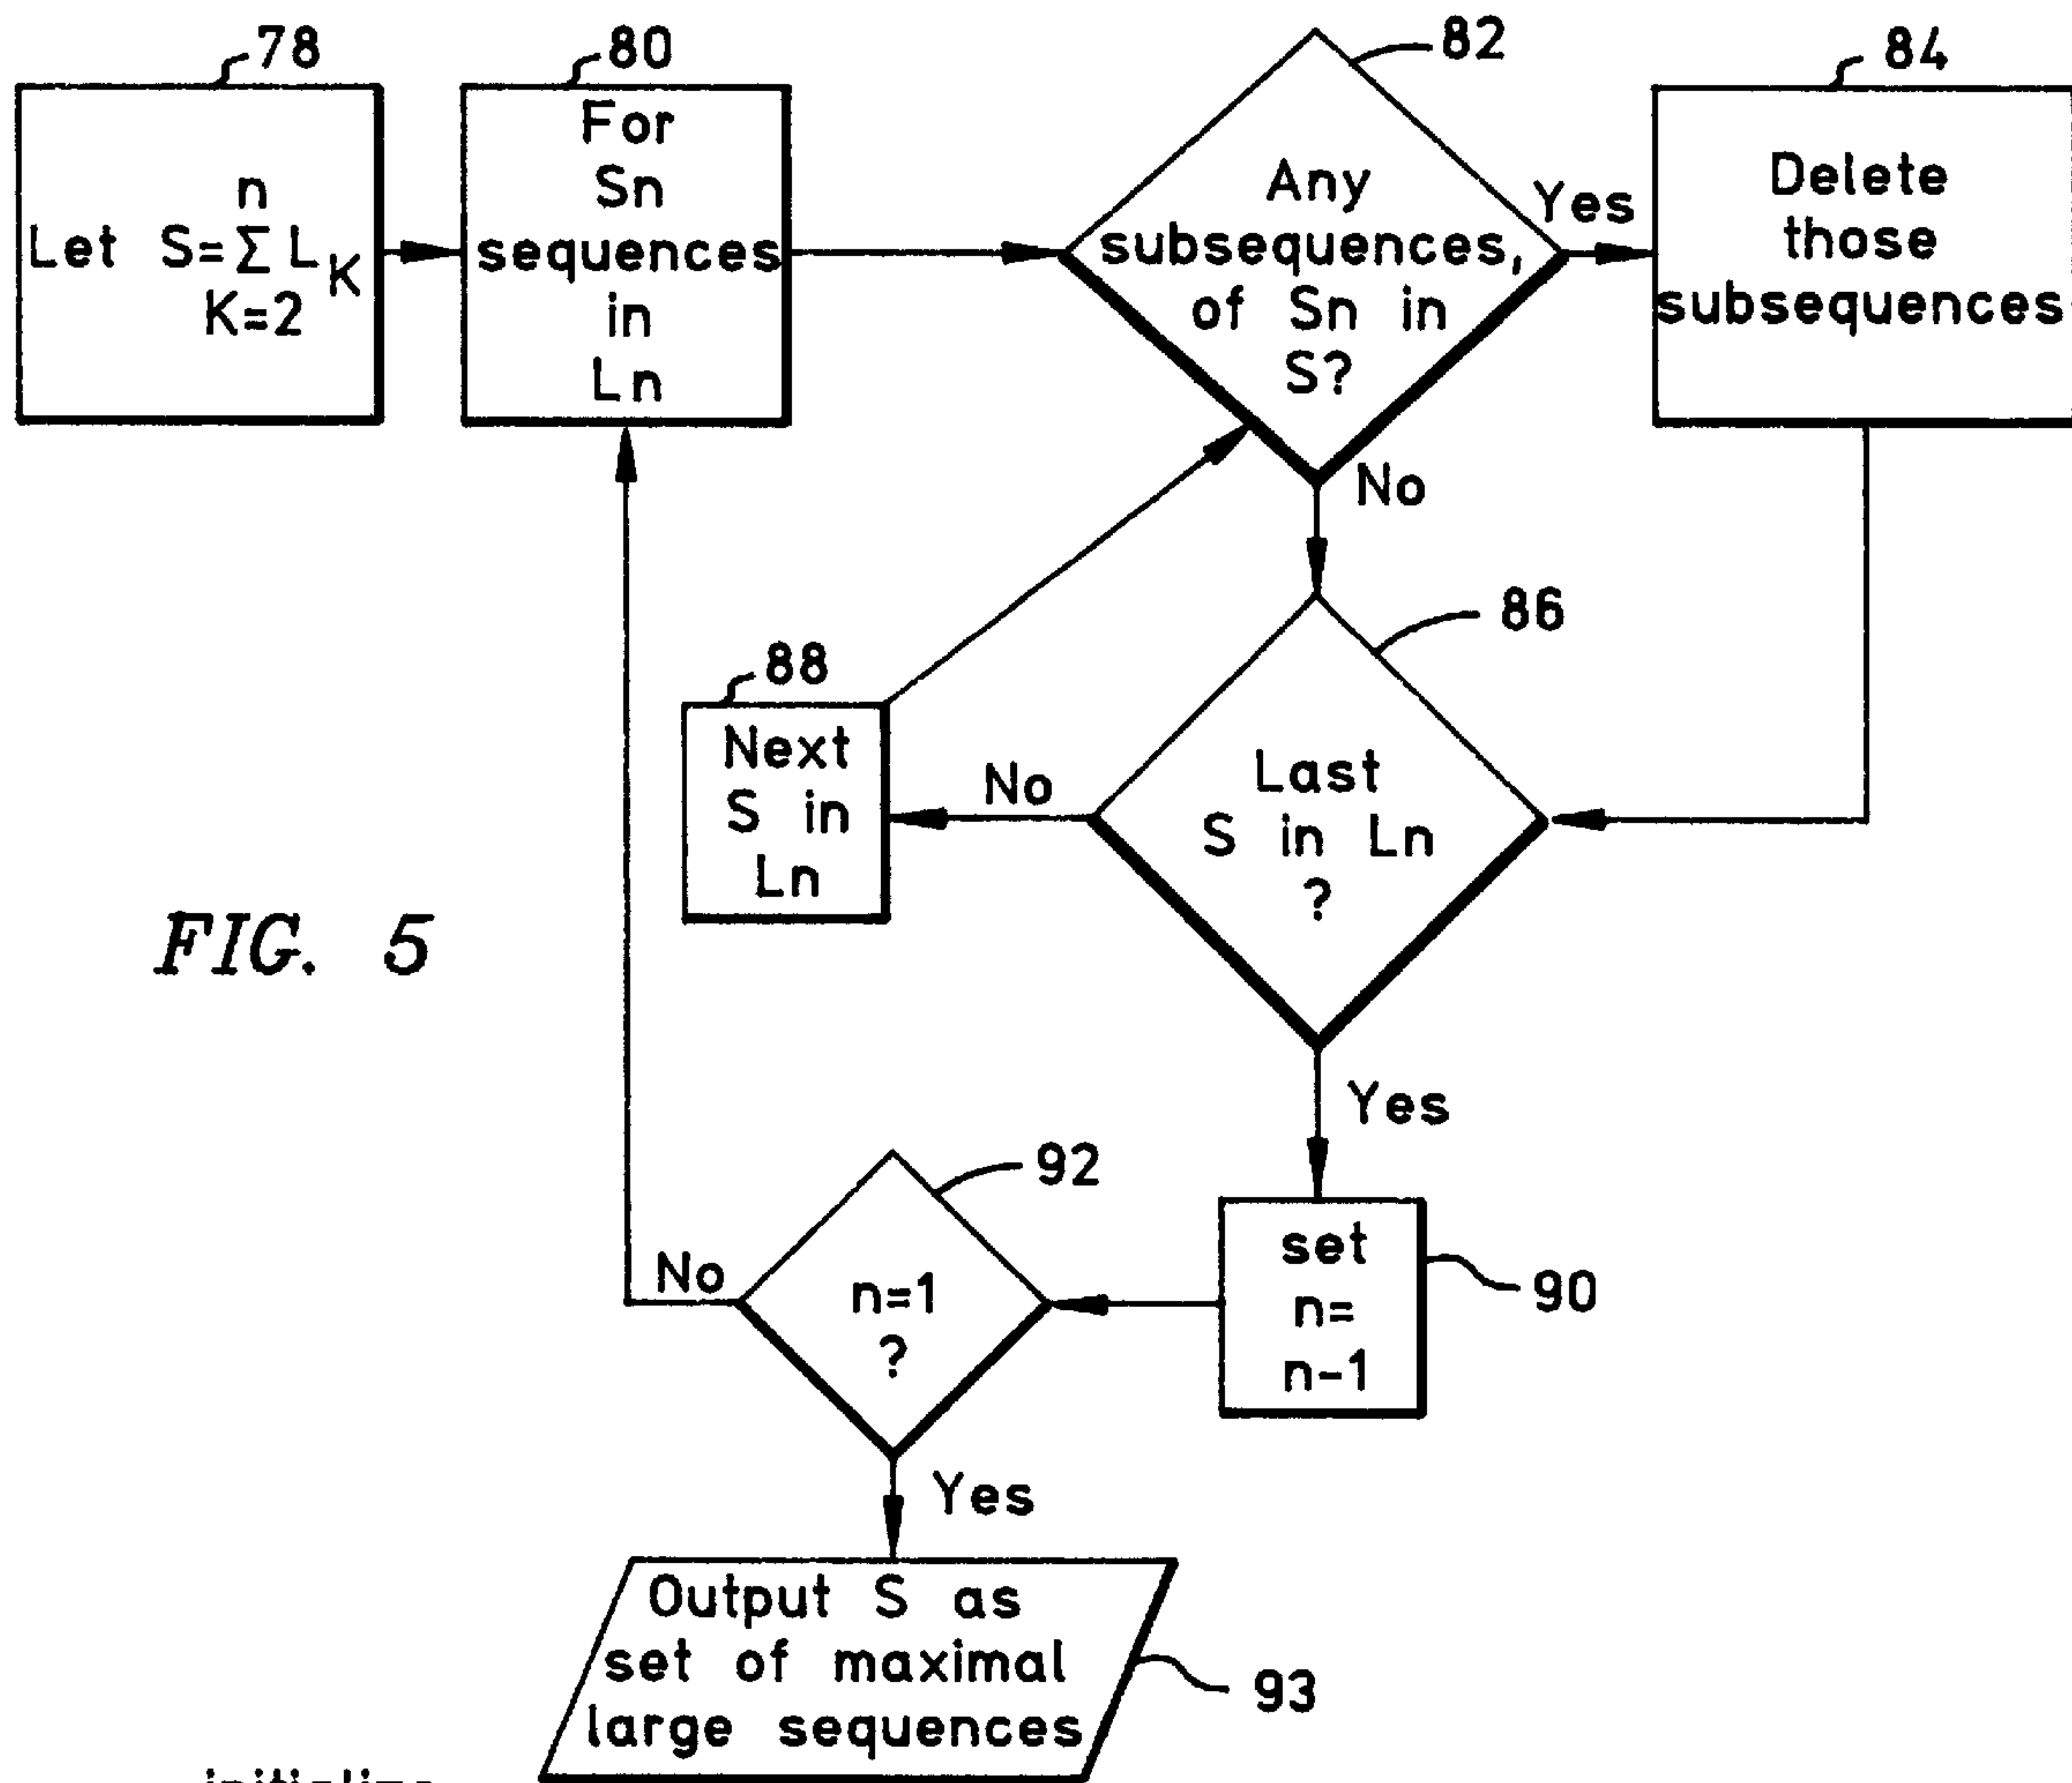 78
n
Let S=Σ L K
K=2
80
For
Sn
sequences
in
Ln
82
Any
subsequences,
of Sn in
S?
Yes
84
Delete
those
subsequences
No
86
Last
S in Ln
?
No
88
Next
S in
Ln
FIG. 5
Yes
90
set
n=
n-1
92
n=1
?
No
Yes
Output S as
set of maximal
large sequences
93